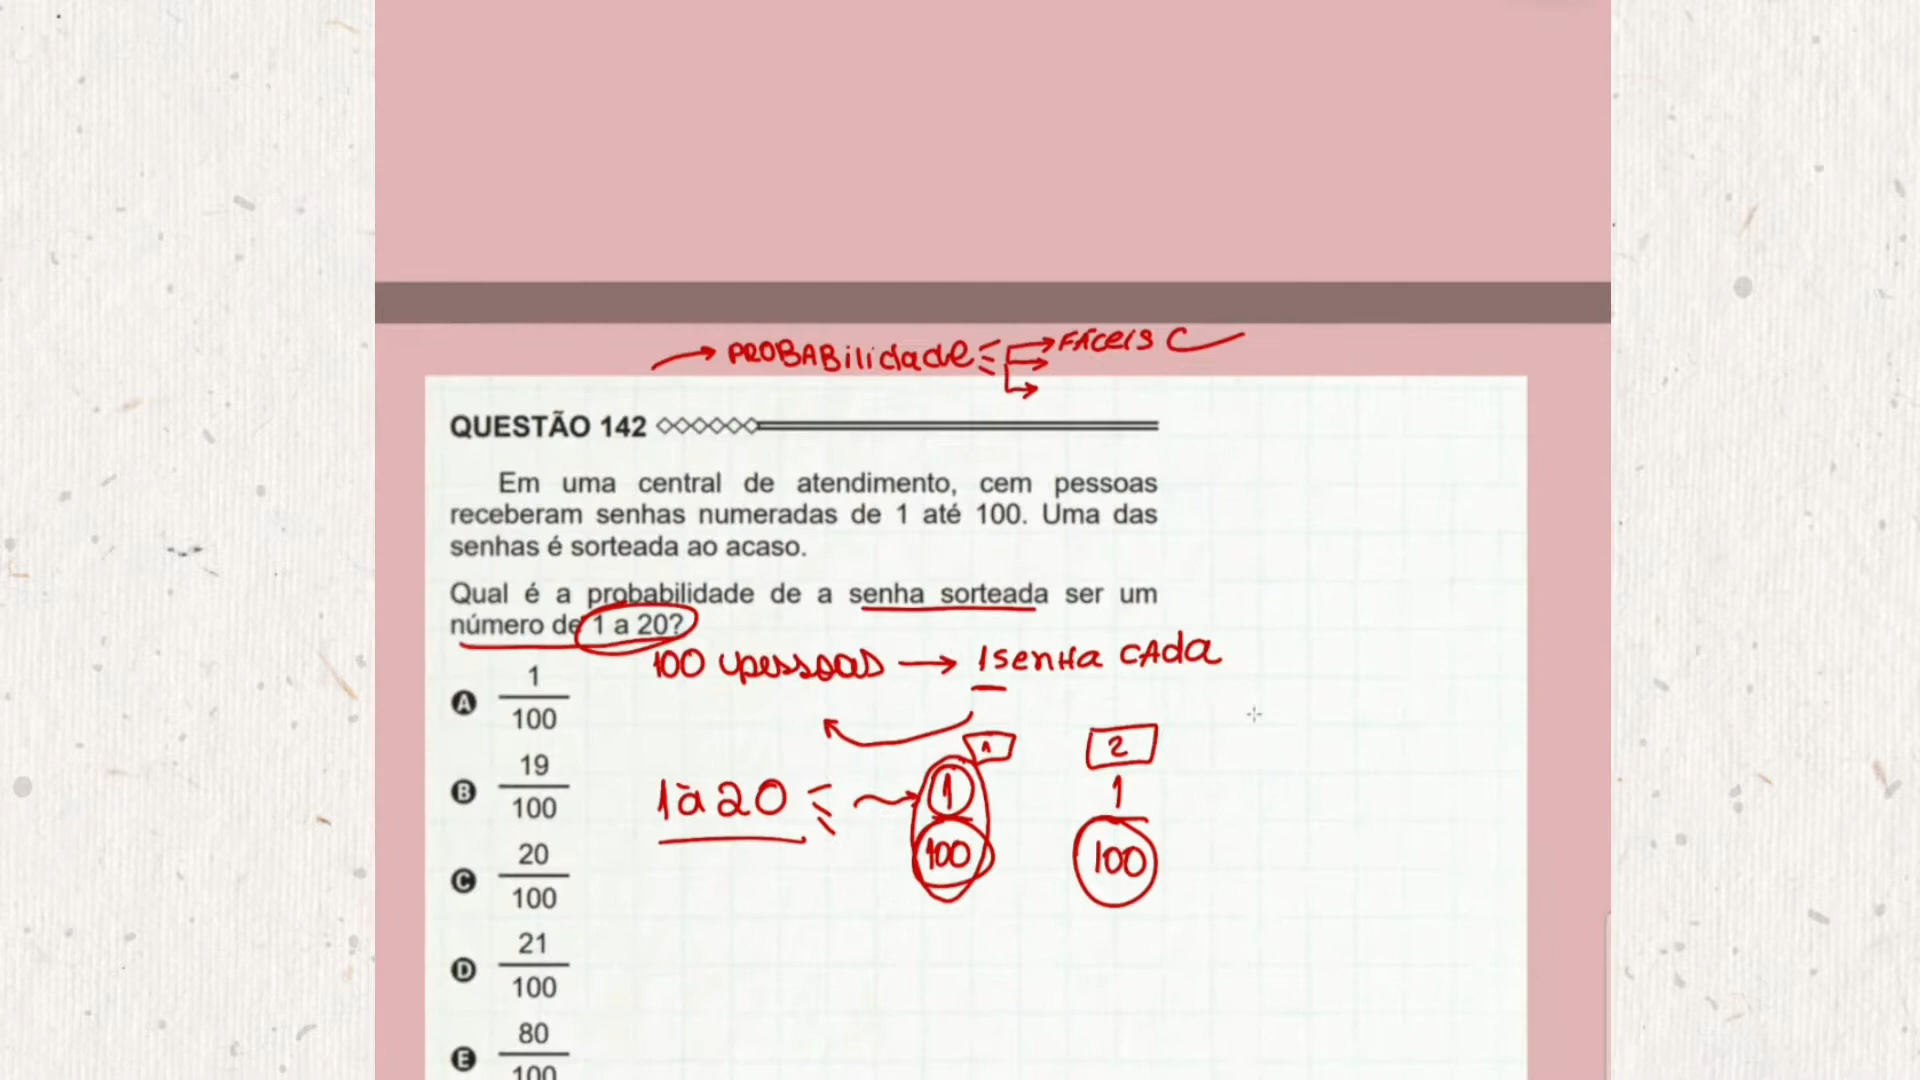 PROBABilidade FÁCEIS
QUESTÃO 142
Em uma central de atendimento, cem pessoas
receberam senhas numeradas de 1 até 100. Uma das
senhas é sorteada ao acaso.
Qual é a probabilidade de a senha sorteada ser um
número de 1 a 20?
100 pessoas → 1 senha cada
A 1/100
B 19/100
C 20/100
D 21/100
E 80/100
1 2
1 à 20 1/100 1/100